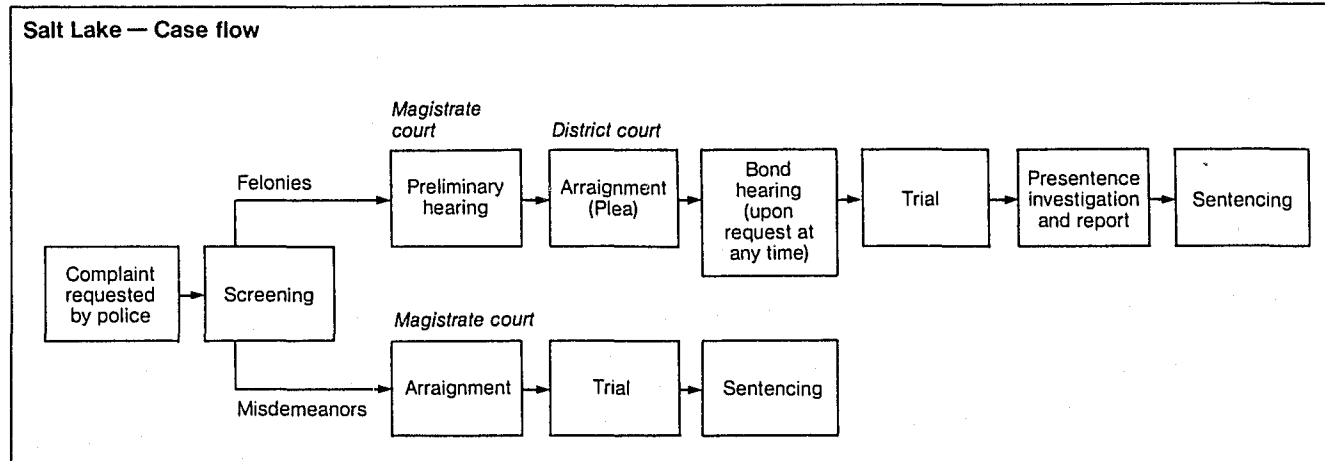 Salt Lake — Case flow
Magistrate
court
District court
Felonies
Preliminary
hearing
Arraignment
(Plea)
Bond
hearing
(upon
request at
any time)
Trial
Presentence
investigation
and report
Sentencing
Complaint
requested
by police
Screening
Magistrate court
Misdemeanors
Arraignment
Trial
Sentencing